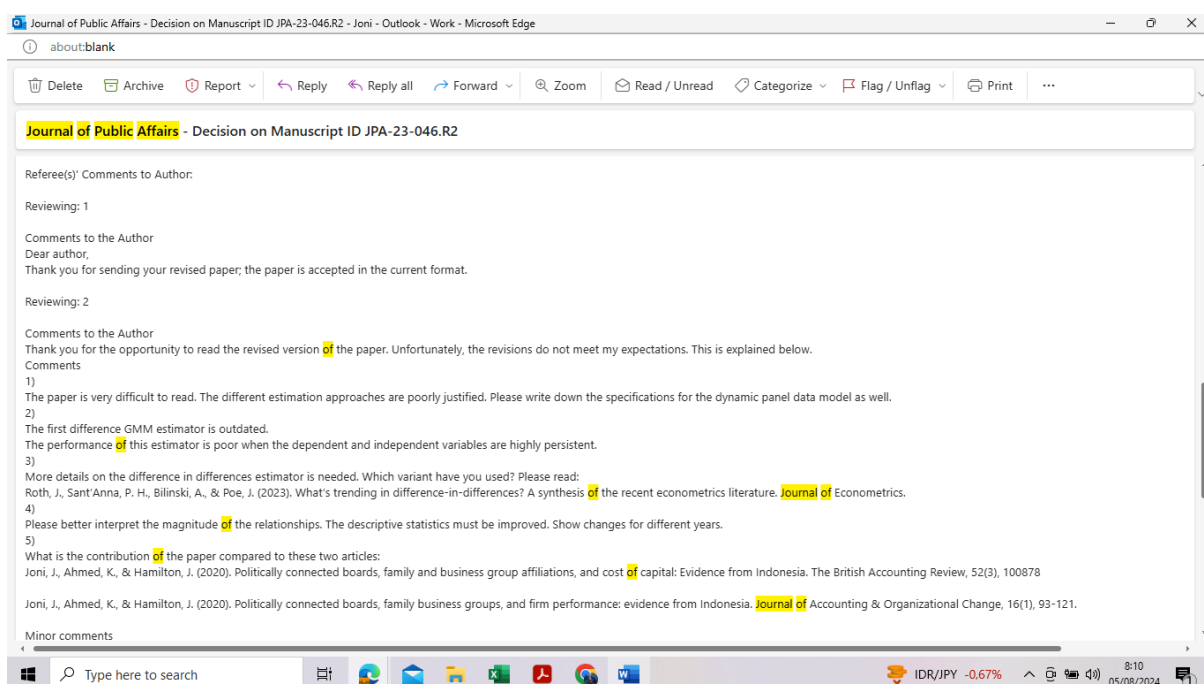 Journal of Public Affairs - Decision on Manuscript ID JPA-23-046.R2 - Joni - Outlook - Work - Microsoft Edge
about:blank
Delete Archive Report Reply Reply all Forward Zoom Read / Unread Categorize Flag / Unflag Print ...
Journal of Public Affairs - Decision on Manuscript ID JPA-23-046.R2
Referee(s)' Comments to Author:
Reviewing: 1
Comments to the Author
Dear author,
Thank you for sending your revised paper; the paper is accepted in the current format.
Reviewing: 2
Comments to the Author
Thank you for the opportunity to read the revised version of the paper. Unfortunately, the revisions do not meet my expectations. This is explained below.
Comments
1)
The paper is very difficult to read. The different estimation approaches are poorly justified. Please write down the specifications for the dynamic panel data model as well.
2)
The first difference GMM estimator is outdated.
The performance of this estimator is poor when the dependent and independent variables are highly persistent.
3)
More details on the difference in differences estimator is needed. Which variant have you used? Please read:
Roth, J., Sant'Anna, P. H., Bilinski, A., & Poe, J. (2023). What's trending in difference-in-differences? A synthesis of the recent econometrics literature. Journal of Econometrics.
4)
Please better interpret the magnitude of the relationships. The descriptive statistics must be improved. Show changes for different years.
5)
What is the contribution of the paper compared to these two articles:
Joni, J., Ahmed, K., & Hamilton, J. (2020). Politically connected boards, family and business group affiliations, and cost of capital: Evidence from Indonesia. The British Accounting Review, 52(3), 100878
Joni, J., Ahmed, K., & Hamilton, J. (2020). Politically connected boards, family business groups, and firm performance: evidence from Indonesia. Journal of Accounting & Organizational Change, 16(1), 93-121.
Minor comments
Type here to search
IDR/JPY -0,67%
8:10
05/08/2024